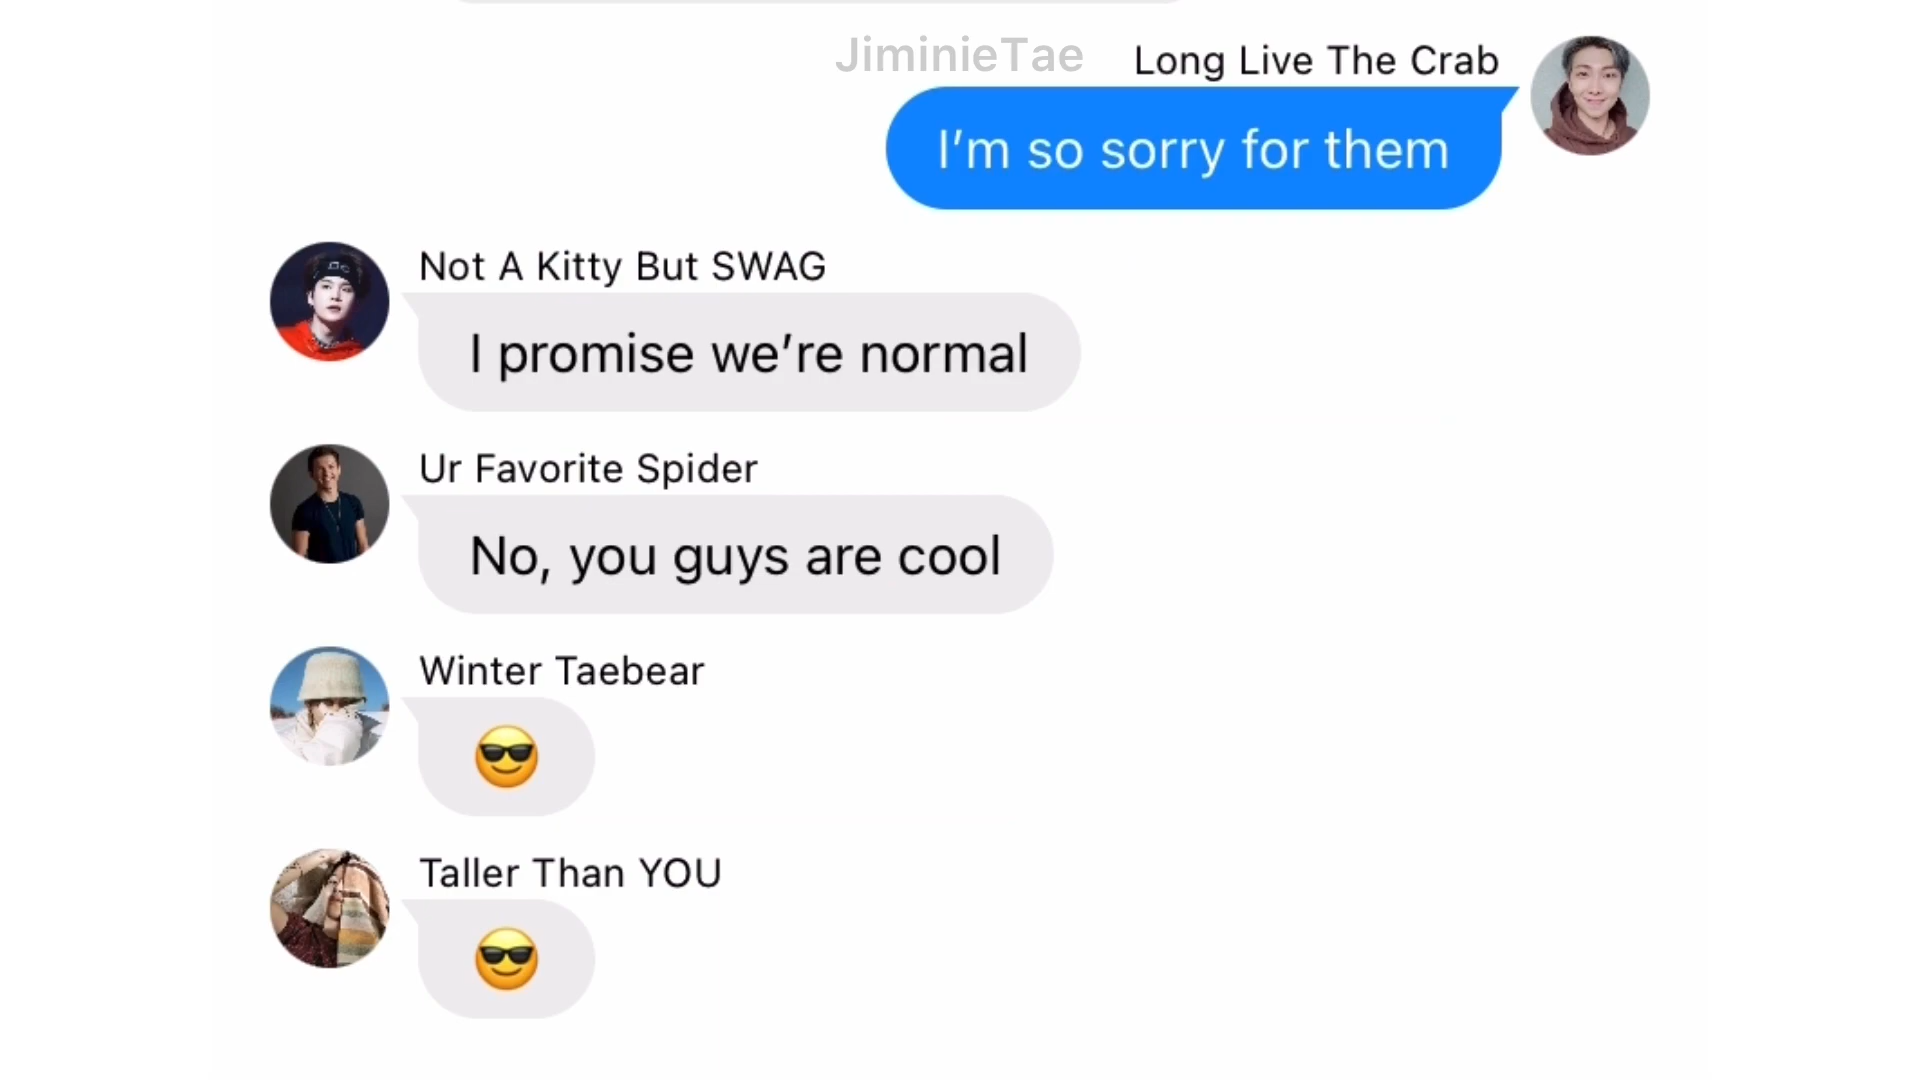 JiminieTae
Long Live The Crab
I’m so sorry for them
Not A Kitty But SWAG
I promise we’re normal
Ur Favorite Spider
No, you guys are cool
Winter Taebear
😎
Taller Than YOU
😎